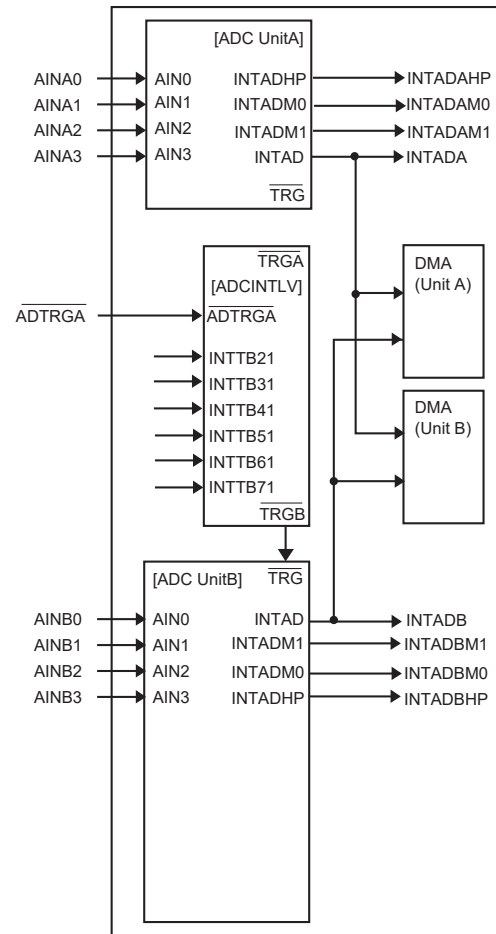 [ADC UnitA]
AINA0 AIN0 INTADHP INTADAHP
AINA1 AIN1 INTADM0 INTADAM0
AINA2 AIN2 INTADM1 INTADAM1
AINA3 AIN3 INTAD INTADA
TRG
TRGA
[ADCINTLV]
DMA
(Unit A)
ADTRGA ADTRGA
INTTB21
INTTB31
INTTB41
INTTB51
INTTB61
INTTB71
DMA
(Unit B)
TRGB
[ADC UnitB] TRG
AINB0 AIN0 INTAD INTADB
AINB1 AIN1 INTADM1 INTADBM1
AINB2 AIN2 INTADM0 INTADBM0
AINB3 AIN3 INTADHP INTADBHP